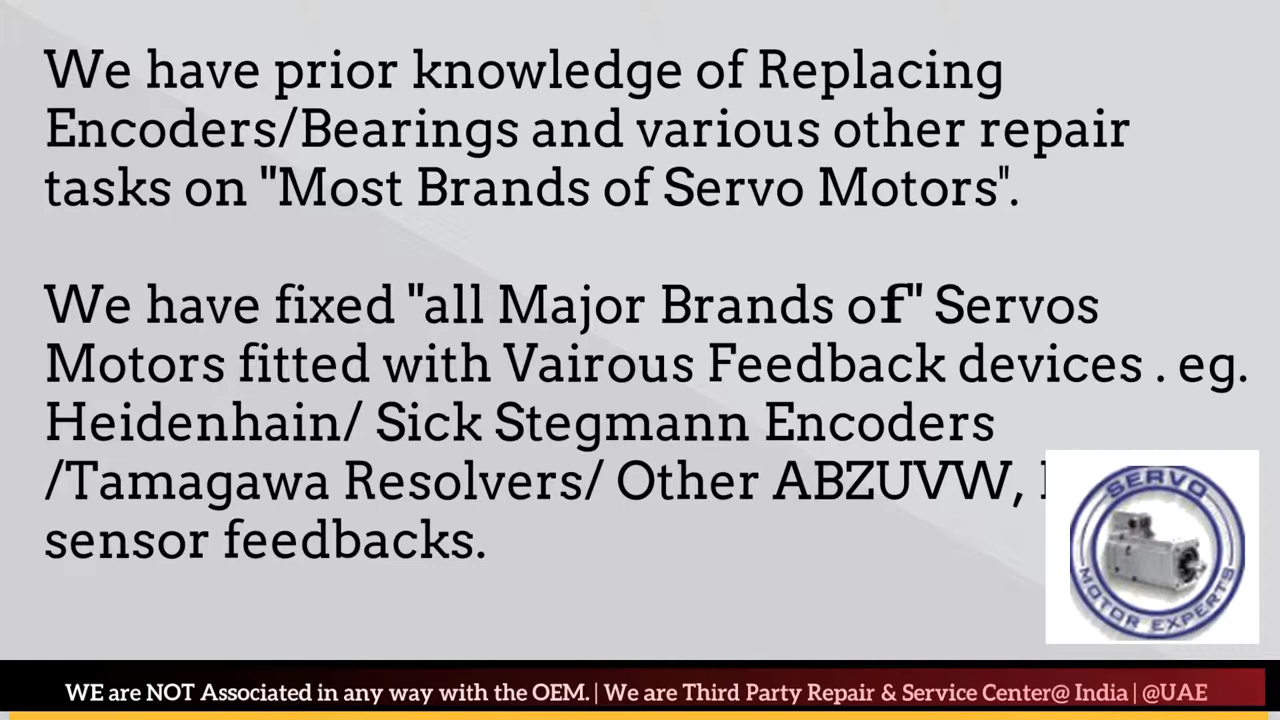 We have prior knowledge of Replacing
Encoders/Bearings and various other repair
tasks on "Most Brands of Servo Motors".
We have fixed "all Major Brands of" Servos
Motors fitted with Vairous Feedback devices . eg.
Heidenhain/ Sick Stegmann Encoders
/Tamagawa Resolvers/ Other ABZUVW,
sensor feedbacks.
SERVO
MOTOR EXPERTS
WE are NOT Associated in any way with the OEM. | We are Third Party Repair & Service Center@ India | @UAE